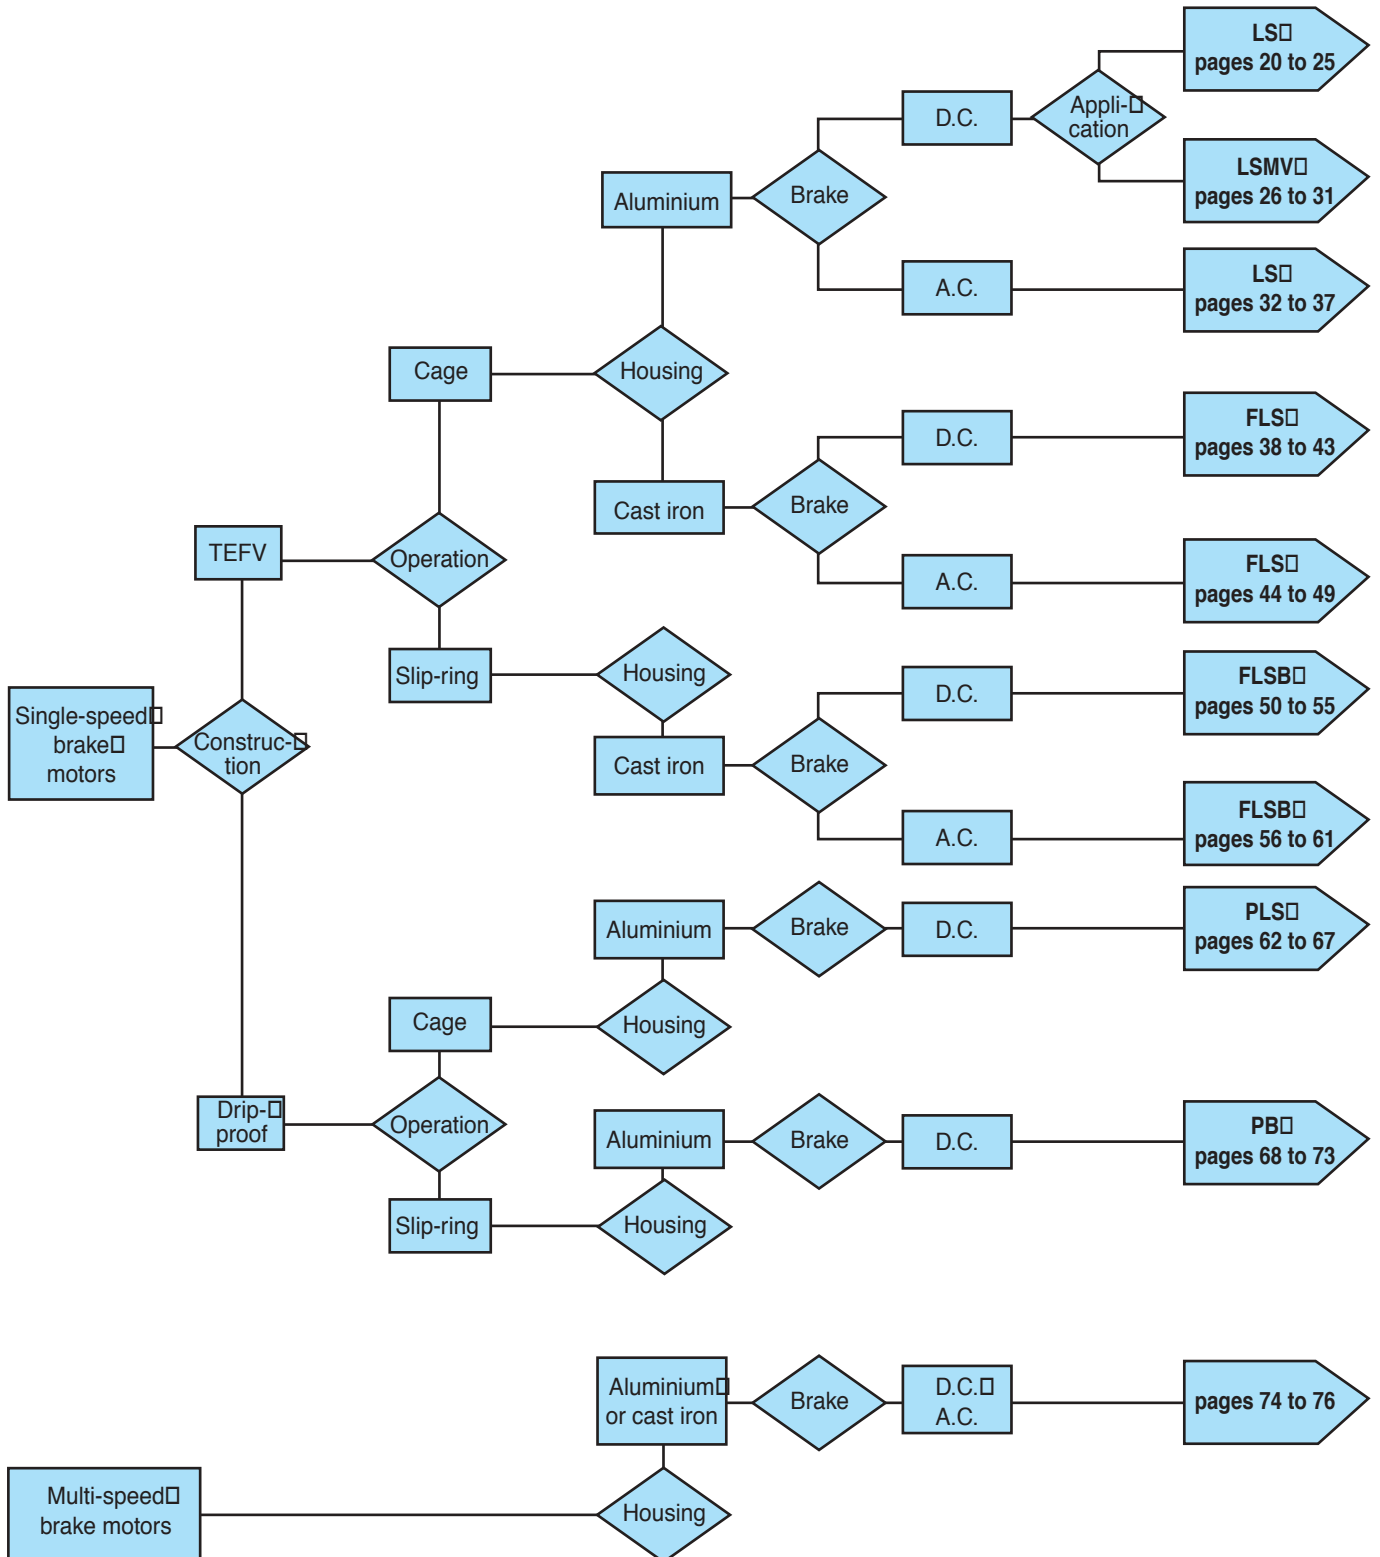 LS
pages 20 to 25
Appli-
cation
D.C.
LSMV
pages 26 to 31
Aluminium
Brake
A.C.
LS
pages 32 to 37
Cage
Housing
D.C.
FLS
pages 38 to 43
Cast iron
Brake
TEFV
Operation
A.C.
FLS
pages 44 to 49
Slip-ring
Housing
D.C.
FLSB
pages 50 to 55
Single-speed
brake
motors
Construc-
tion
Cast iron
Brake
A.C.
FLSB
pages 56 to 61
Aluminium
Brake
D.C.
PLS
pages 62 to 67
Cage
Housing
Drip-
proof
Operation
Aluminium
Brake
D.C.
PB
pages 68 to 73
Slip-ring
Housing
Aluminium
or cast iron
Brake
D.C.
A.C.
pages 74 to 76
Multi-speed
brake motors
Housing